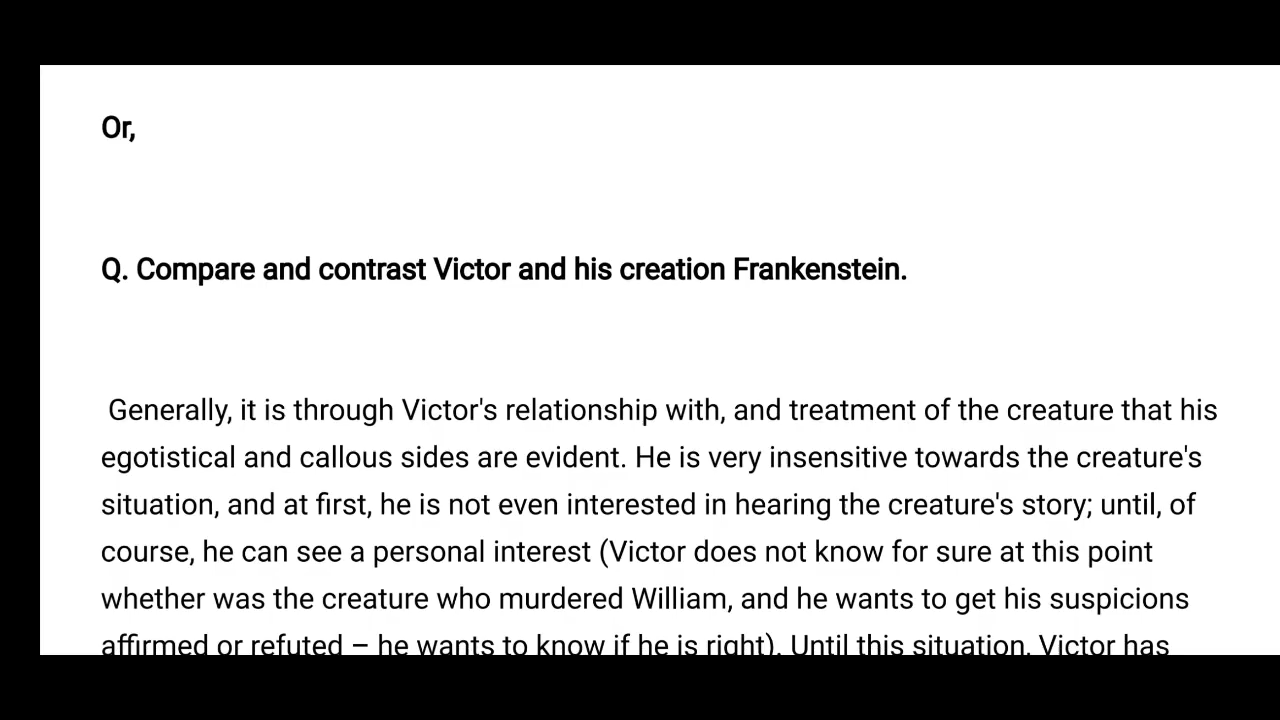 Or,
Q. Compare and contrast Victor and his creation Frankenstein.
Generally, it is through Victor's relationship with, and treatment of the creature that his
egotistical and callous sides are evident. He is very insensitive towards the creature's
situation, and at first, he is not even interested in hearing the creature's story; until, of
course, he can see a personal interest (Victor does not know for sure at this point
whether was the creature who murdered William, and he wants to get his suspicions
affirmed or refuted – he wants to know if he is right). Until this situation, Victor has